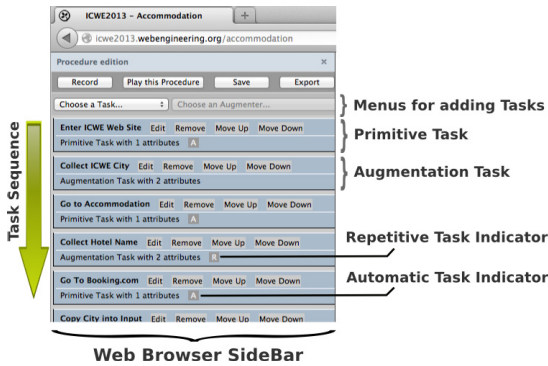 ICWE2013 – Accommodation
icwe2013.webengineering.org/accommodation
Procedure edition ×
Record Play this Procedure Save Export
Choose a Task... Choose an Augmenter...
Menus for adding Tasks
Enter ICWE Web Site Edit Remove Move Up Move Down
Primitive Task with 1 attributes A
Primitive Task
Collect ICWE City Edit Remove Move Up Move Down
Augmentation Task with 2 attributes
Augmentation Task
Go to Accommodation Edit Remove Move Up Move Down
Primitive Task with 1 attributes A
Collect Hotel Name Edit Remove Move Up Move Down
Augmentation Task with 2 attributes R
Repetitive Task Indicator
Go To Booking.com Edit Remove Move Up Move Down
Primitive Task with 1 attributes A
Automatic Task Indicator
Copy City into Input Edit Remove Move Up Move Down
Task Sequence
Web Browser SideBar